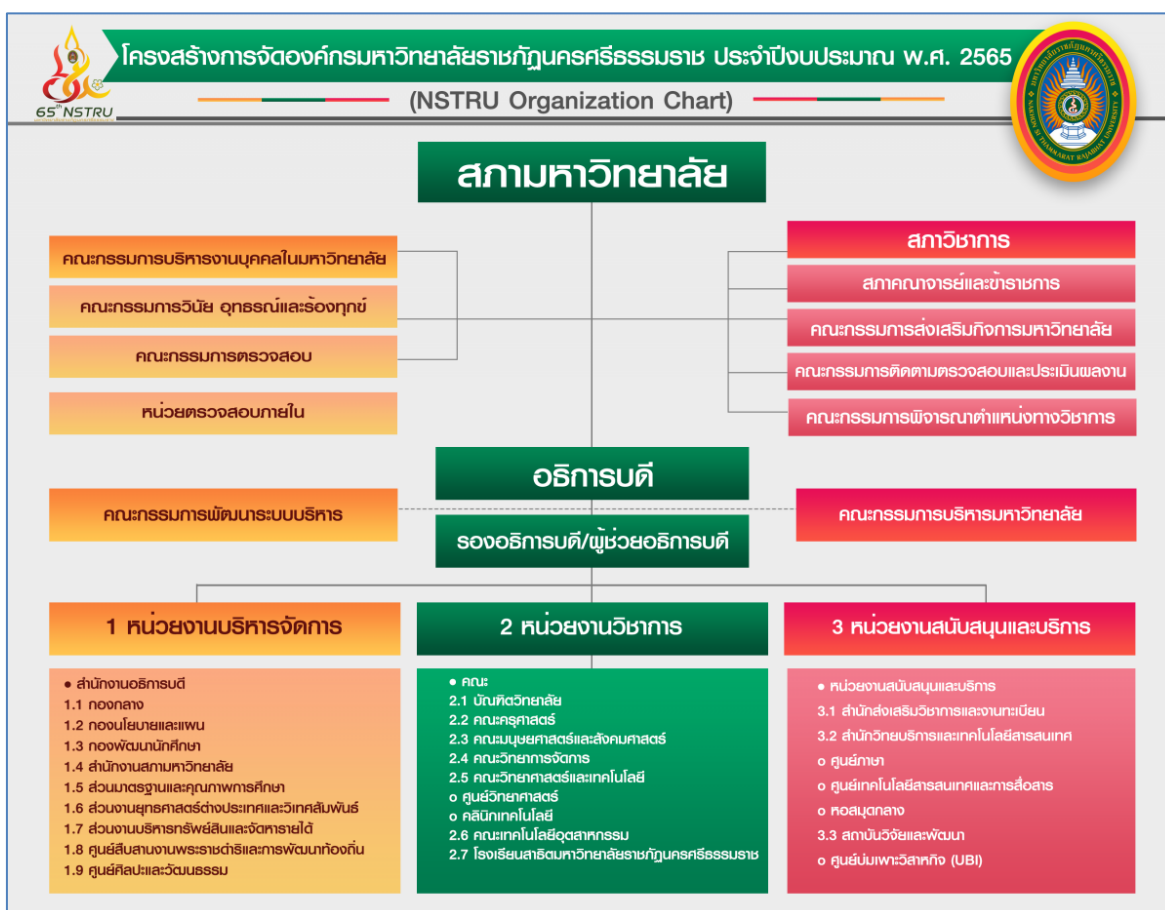 โครงสร้างการจัดองค์กรมหาวิทยาลัยราชภัฏนครศรีธรรมราช ประจำปีงบประมาณ พ.ศ. 2565
(NSTRU Organization Chart)
65th NSTRU
NAKHON SI THAMMARAT RAJABHAT UNIVERSITY
สภามหาวิทยาลัย
คณะกรรมการบริหารงานบุคคลในมหาวิทยาลัย
คณะกรรมการวินัย อุทธรณ์และร้องทุกข์
คณะกรรมการตรวจสอบ
หน่วยตรวจสอบภายใน
สภาวิชาการ
สภาคณาจารย์และข้าราชการ
คณะกรรมการส่งเสริมกิจการมหาวิทยาลัย
คณะกรรมการติดตามตรวจสอบและประเมินผลงาน
คณะกรรมการพิจารณาตำแหน่งทางวิชาการ
อธิการบดี
คณะกรรมการพัฒนาระบบบริหาร
คณะกรรมการบริหารมหาวิทยาลัย
รองอธิการบดี/ผู้ช่วยอธิการบดี
1 หน่วยงานบริหารจัดการ
• สำนักงานอธิการบดี
1.1 กองกลาง
1.2 กองนโยบายและแผน
1.3 กองพัฒนานักศึกษา
1.4 สำนักงานสภามหาวิทยาลัย
1.5 ส่วนมาตรฐานและคุณภาพการศึกษา
1.6 ส่วนงานยุทธศาสตร์ต่างประเทศและวิเทศสัมพันธ์
1.7 ส่วนงานบริหารทรัพย์สินและจัดหารายได้
1.8 ศูนย์สืบสานงานพระราชดำริและการพัฒนาท้องถิ่น
1.9 ศูนย์ศิลปะและวัฒนธรรม
2 หน่วยงานวิชาการ
• คณะ
2.1 บัณฑิตวิทยาลัย
2.2 คณะครุศาสตร์
2.3 คณะมนุษยศาสตร์และสังคมศาสตร์
2.4 คณะวิทยาการจัดการ
2.5 คณะวิทยาศาสตร์และเทคโนโลยี
o ศูนย์วิทยาศาสตร์
o คลินิกเทคโนโลยี
2.6 คณะเทคโนโลยีอุตสาหกรรม
2.7 โรงเรียนสาธิตมหาวิทยาลัยราชภัฏนครศรีธรรมราช
3 หน่วยงานสนับสนุนและบริการ
• หน่วยงานสนับสนุนและบริการ
3.1 สำนักส่งเสริมวิชาการและงานทะเบียน
3.2 สำนักวิทยบริการและเทคโนโลยีสารสนเทศ
o ศูนย์ภาษา
o ศูนย์เทคโนโลยีสารสนเทศและการสื่อสาร
o หอสมุดกลาง
3.3 สถาบันวิจัยและพัฒนา
o ศูนย์บ่มเพาะวิสาหกิจ (UBI)